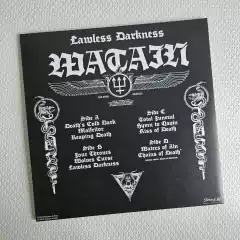 Lawless Darkness
WATAIN
Side A
Death's Cold Dark
Malfeitor
Reaping Death
Side B
Four Thrones
Wolves Curse
Lawless Darkness
Side C
Total Funeral
Hymn to Qayin
Kiss of Death
Side D
Waters of Ain
Chains of Death